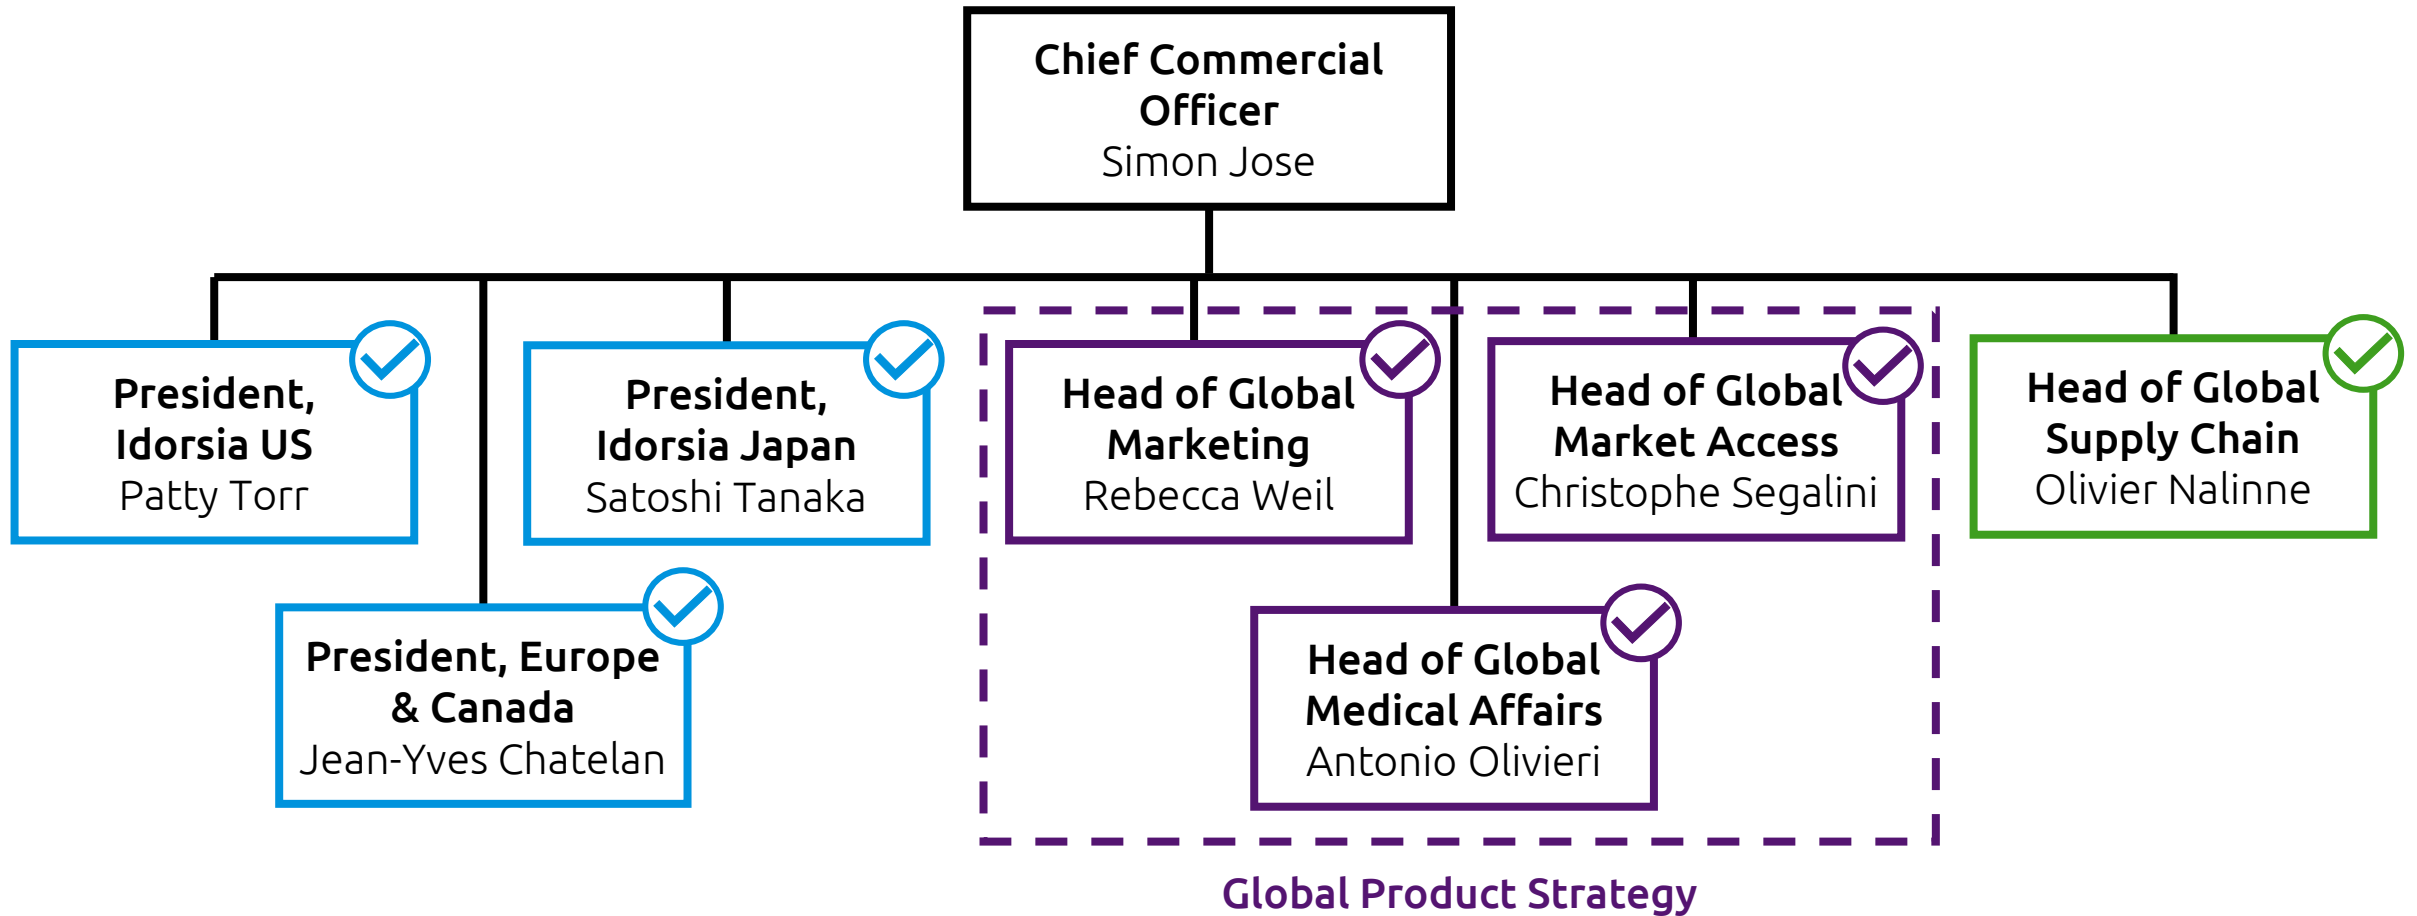 Chief Commercial
Officer
Simon Jose
President,
Idorsia US
Patty Torr
President,
Idorsia Japan
Satoshi Tanaka
Head of Global
Marketing
Rebecca Weil
Head of Global
Market Access
Christophe Segalini
Head of Global
Supply Chain
Olivier Nalinne
President, Europe
& Canada
Jean-Yves Chatelan
Head of Global
Medical Affairs
Antonio Olivieri
Global Product Strategy